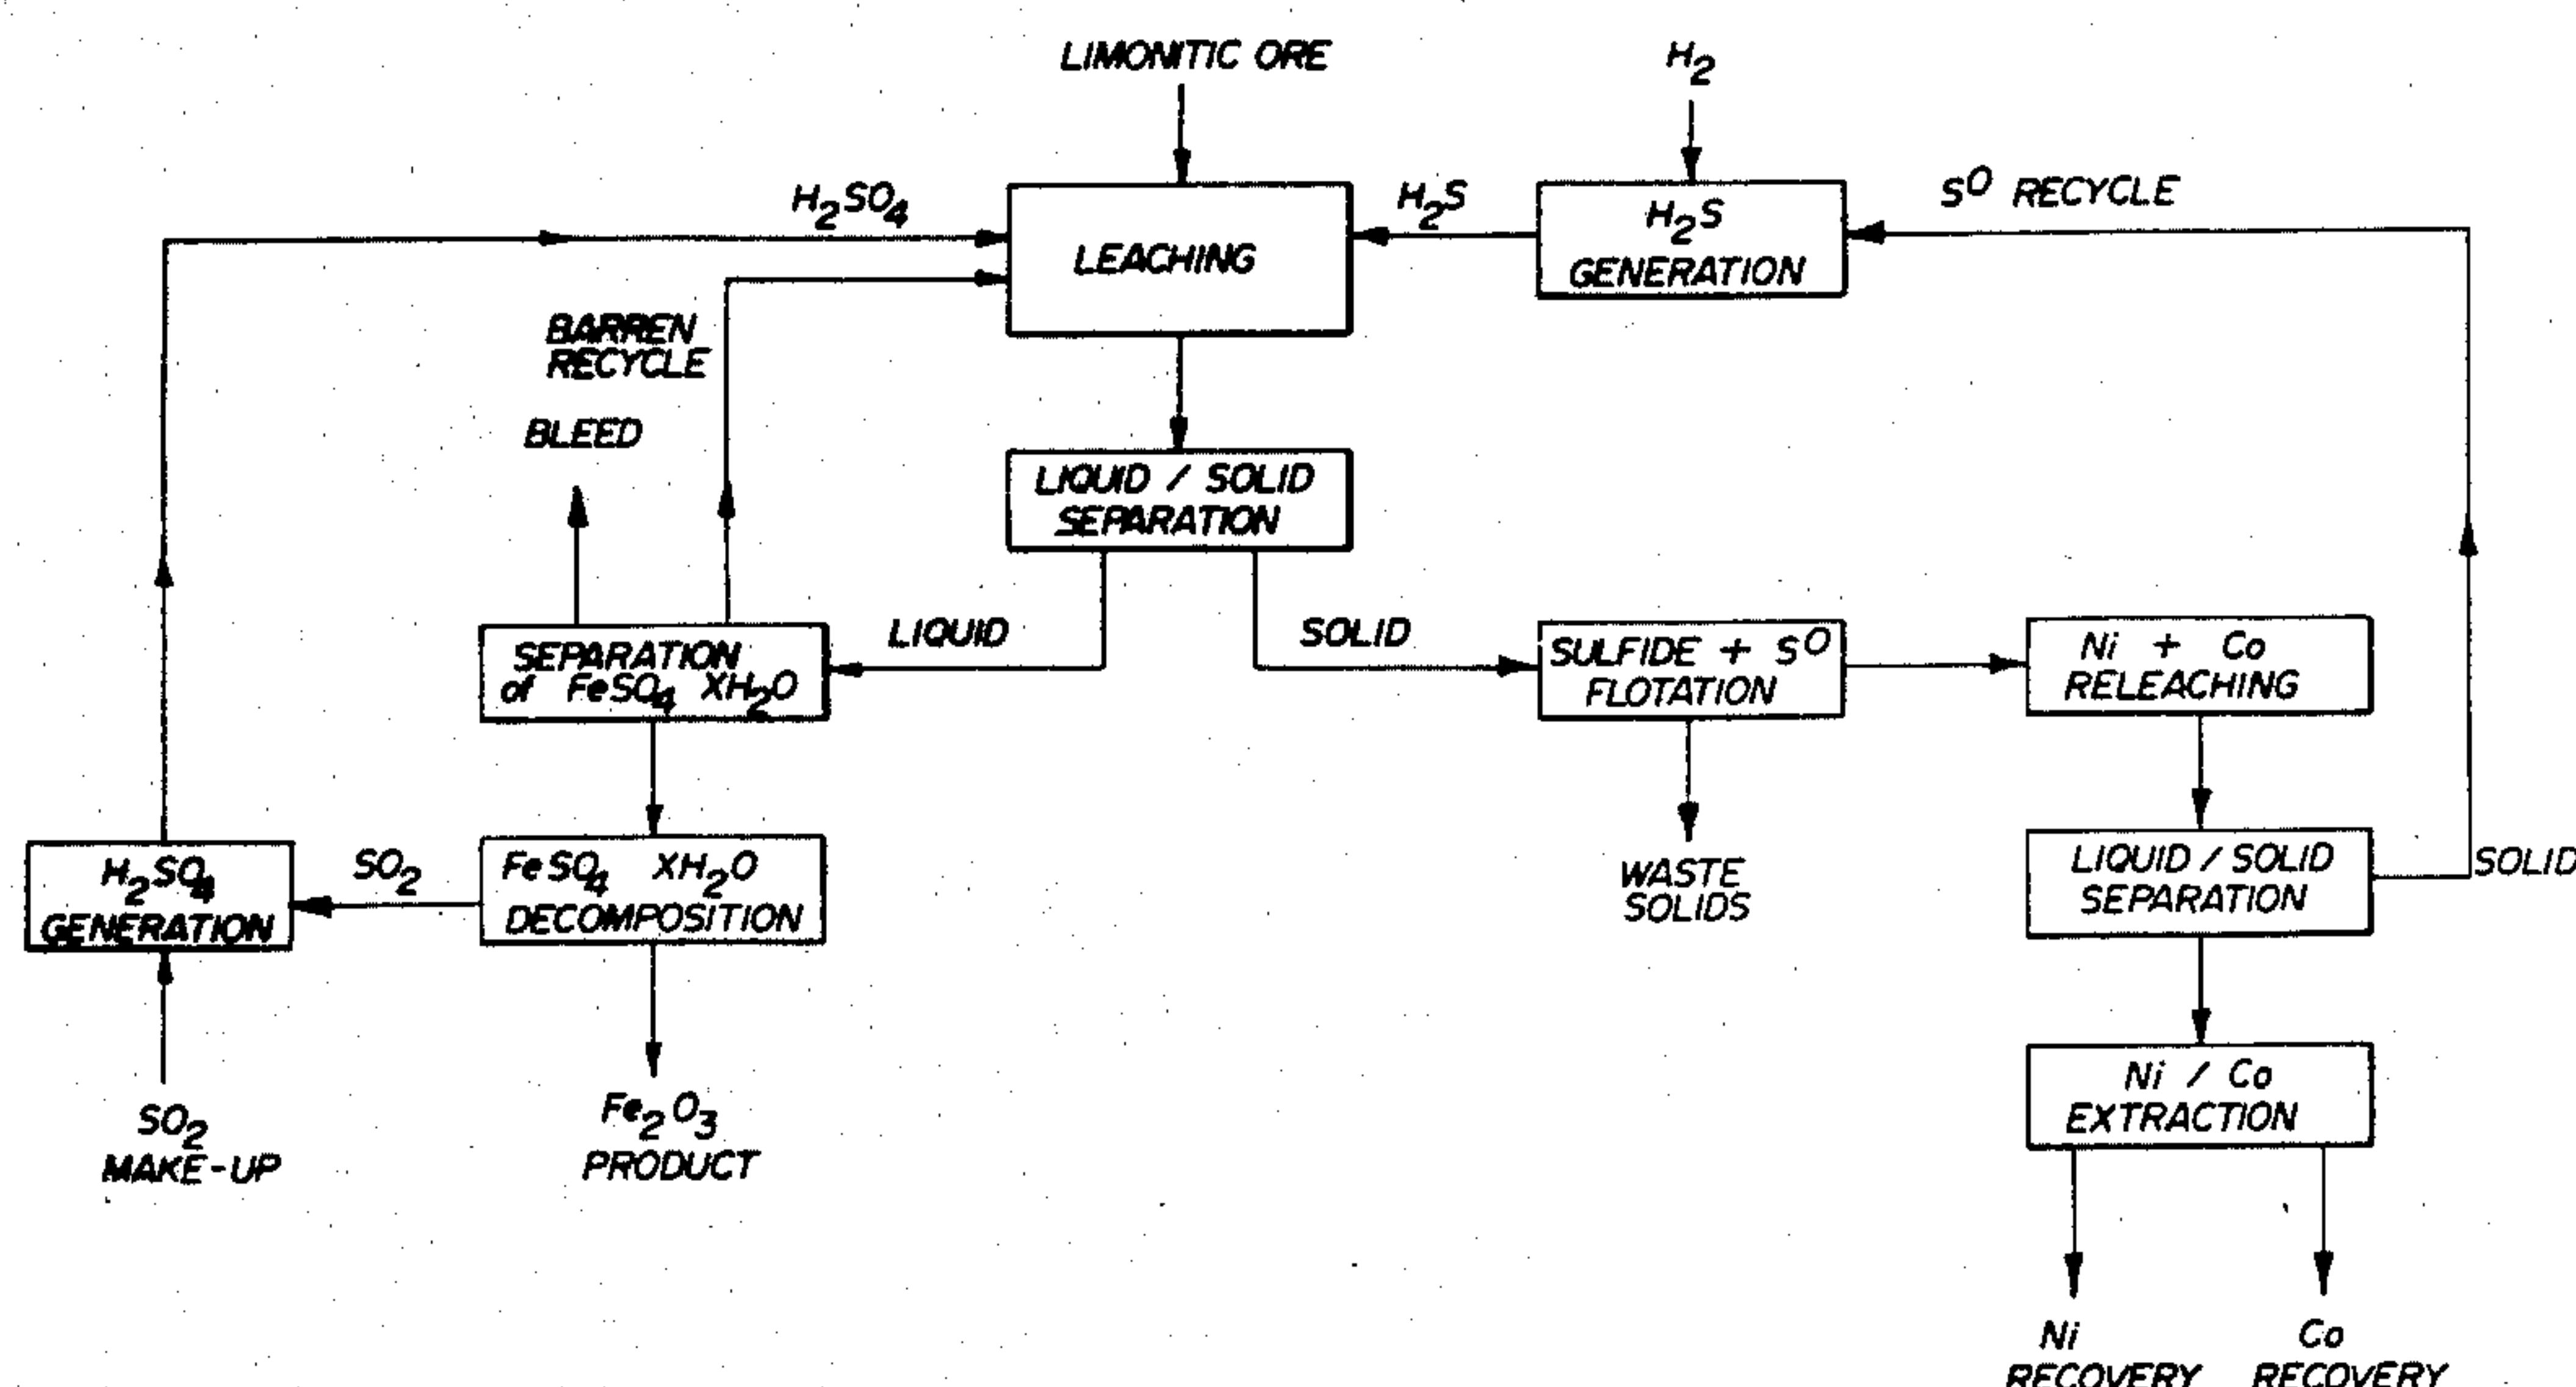 LIMONITIC ORE
H₂
H₂SO₄
LEACHING
H₂S
H₂S
GENERATION
S⁰ RECYCLE
BARREN
RECYCLE
BLEED
LIQUID / SOLID
SEPARATION
LIQUID
SOLID
SEPARATION
of FeSO₄ XH₂O
SULFIDE + S⁰
FLOTATION
Ni + Co
RELEACHING
H₂SO₄
GENERATION
SO₂
FeSO₄ XH₂O
DECOMPOSITION
WASTE
SOLIDS
LIQUID / SOLID
SEPARATION
SOLID
SO₂
MAKE-UP
Fe₂O₃
PRODUCT
Ni / Co
EXTRACTION
Ni
RECOVERY
Co
RECOVERY